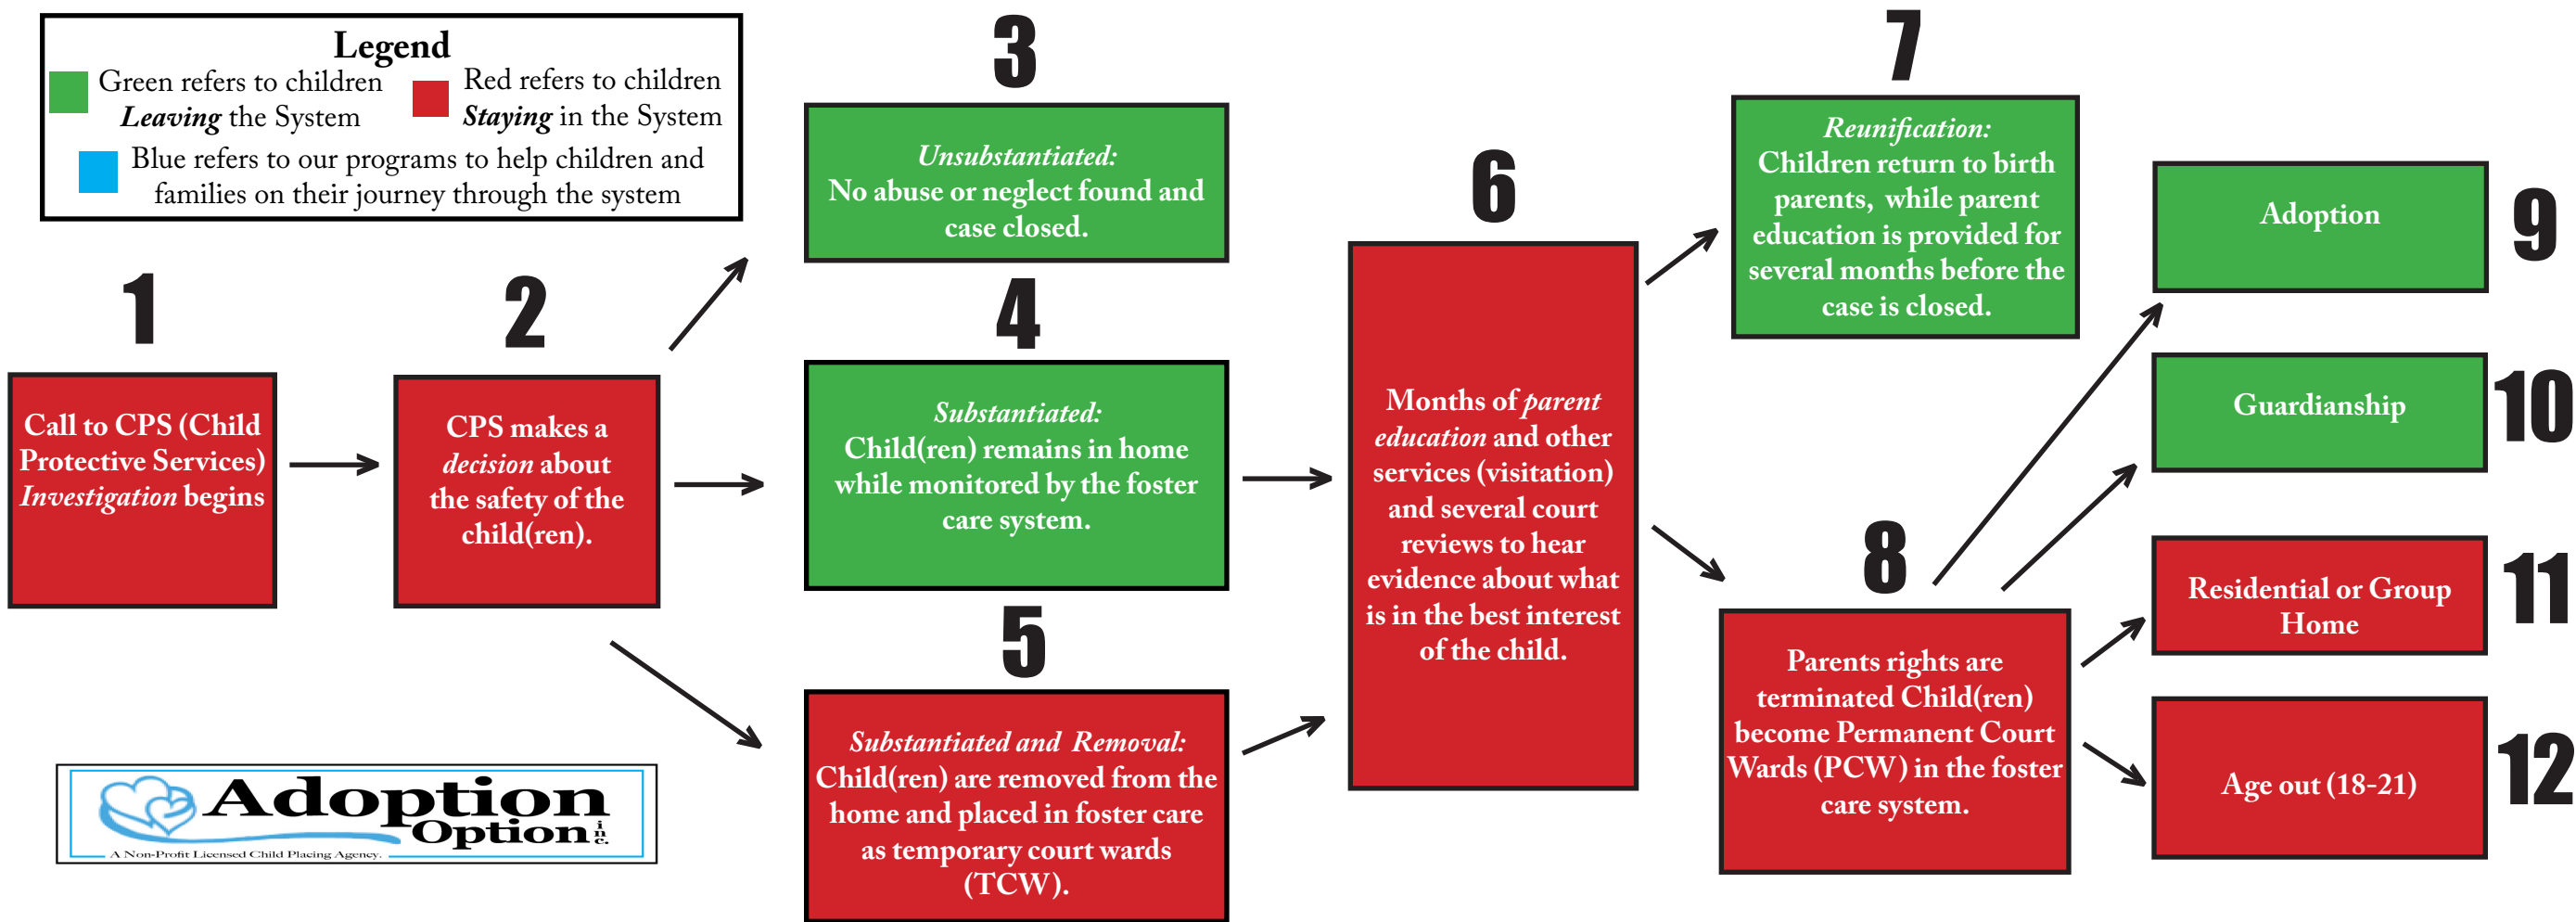 Legend
Green refers to children
Leaving the System
Red refers to children
Staying in the System
Blue refers to our programs to help children and
families on their journey through the system
1
Call to CPS (Child
Protective Services)
Investigation begins
2
CPS makes a
decision about
the safety of the
child(ren).
3
Unsubstantiated:
No abuse or neglect found and
case closed.
4
Substantiated:
Child(ren) remains in home
while monitored by the foster
care system.
5
Substantiated and Removal:
Child(ren) are removed from the
home and placed in foster care
as temporary court wards
(TCW).
6
Months of parent
education and other
services (visitation)
and several court
reviews to hear
evidence about what
is in the best interest
of the child.
7
Reunification:
Children return to birth
parents, while parent
education is provided for
several months before the
case is closed.
8
Parents rights are
terminated Child(ren)
become Permanent Court
Wards (PCW) in the foster
care system.
Adoption
9
Guardianship
10
Residential or Group
Home
11
Age out (18-21)
12
Adoption
Option inc.
A Non-Profit Licensed Child Placing Agency.